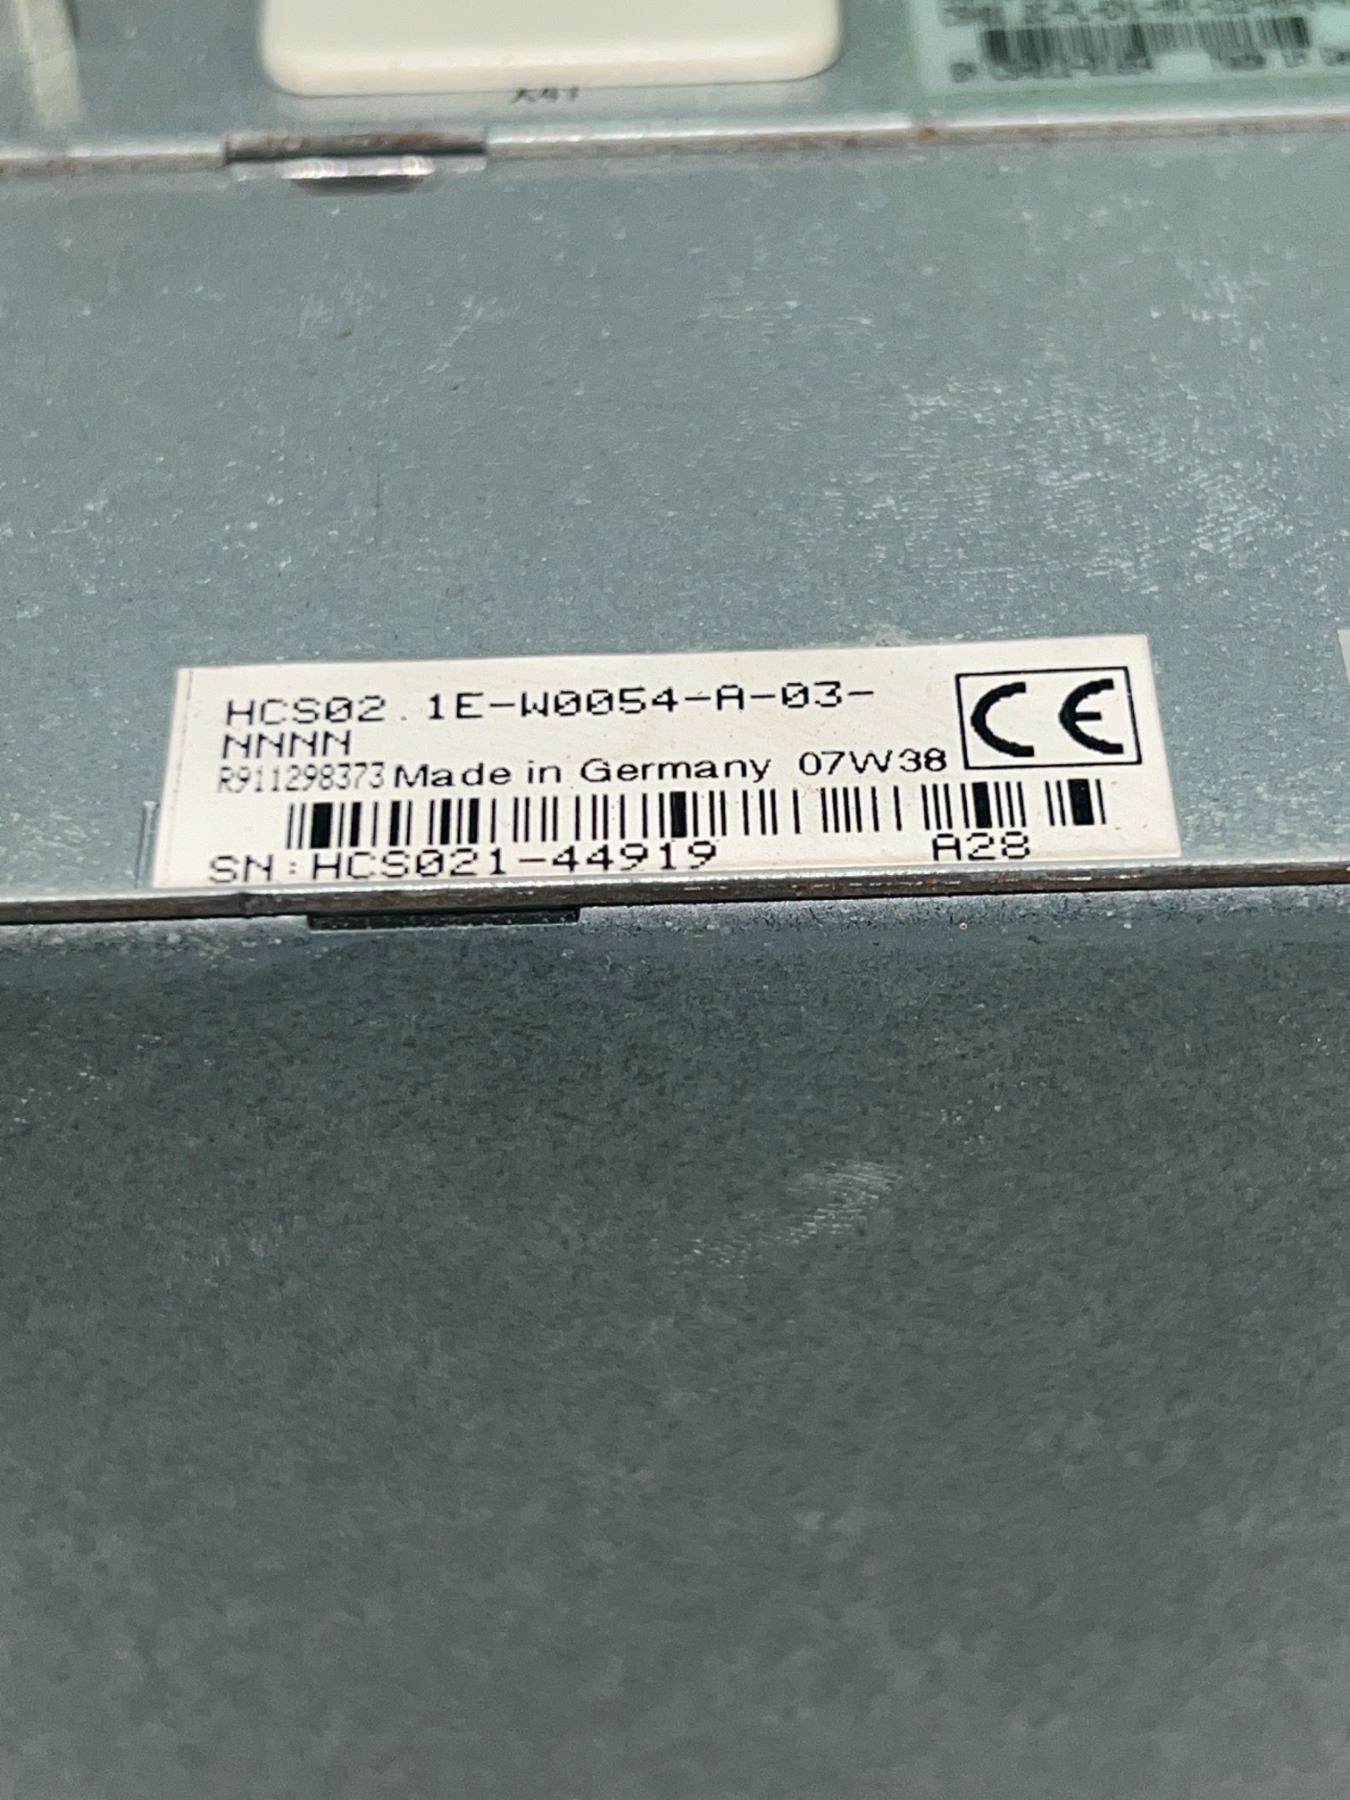 HCS02.1E-W0054-A-03-
NNNN
R911298373 Made in Germany 07W38
CE
SN:HCS021-44919 A28